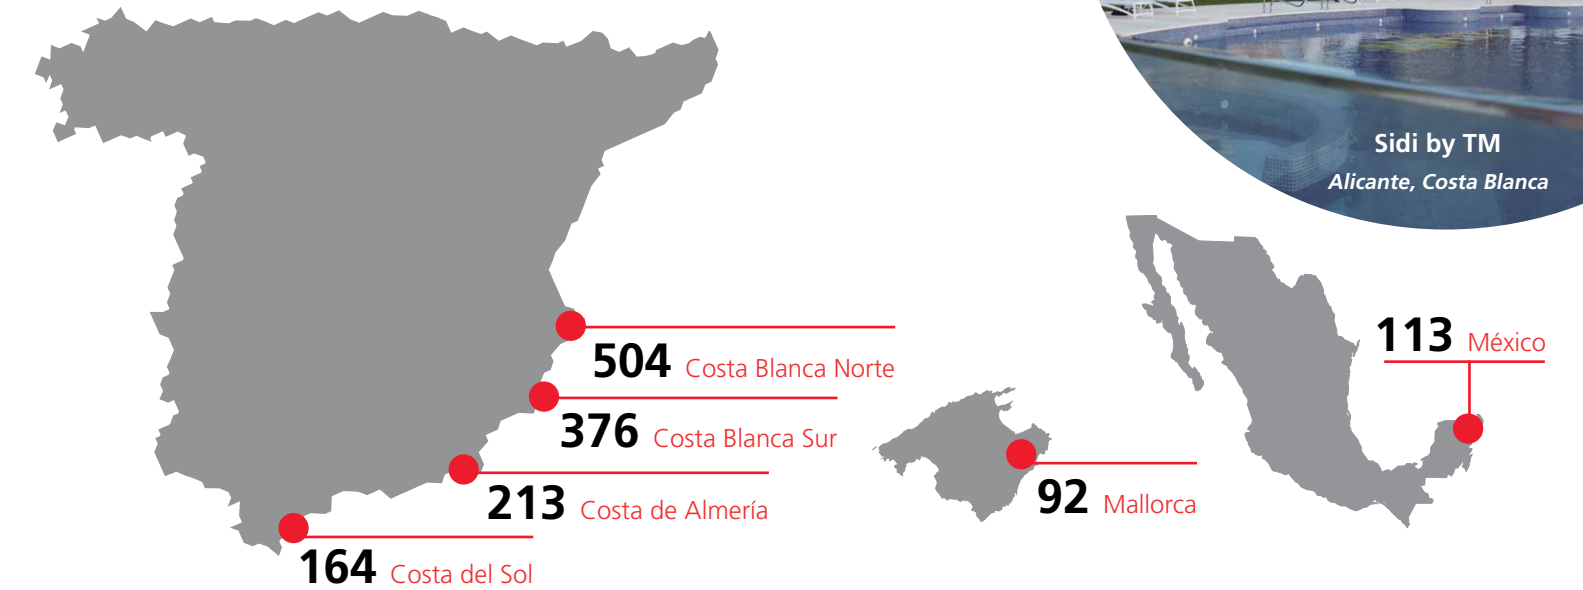 Sidi by TM
Alicante, Costa Blanca
504 Costa Blanca Norte
376 Costa Blanca Sur
213 Costa de Almería
164 Costa del Sol
92 Mallorca
113 México